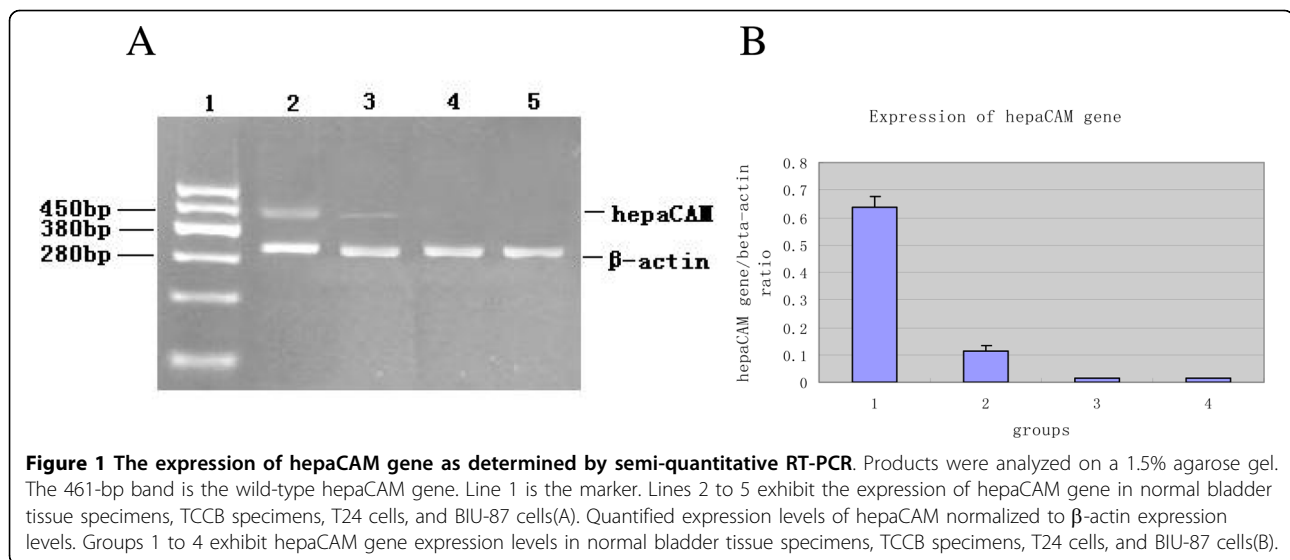 A
B
1 2 3 4 5
450bp
380bp
280bp
hepaCAM
β-actin
Expression of hepaCAM gene
hepaCAM gene/beta-actin
ratio
0.8
0.7
0.6
0.5
0.4
0.3
0.2
0.1
0
1 2 3 4
groups
Figure 1 The expression of hepaCAM gene as determined by semi-quantitative RT-PCR. Products were analyzed on a 1.5% agarose gel.
The 461-bp band is the wild-type hepaCAM gene. Line 1 is the marker. Lines 2 to 5 exhibit the expression of hepaCAM gene in normal bladder
tissue specimens, TCCB specimens, T24 cells, and BIU-87 cells(A). Quantified expression levels of hepaCAM normalized to β-actin expression
levels. Groups 1 to 4 exhibit hepaCAM gene expression levels in normal bladder tissue specimens, TCCB specimens, T24 cells, and BIU-87 cells(B).